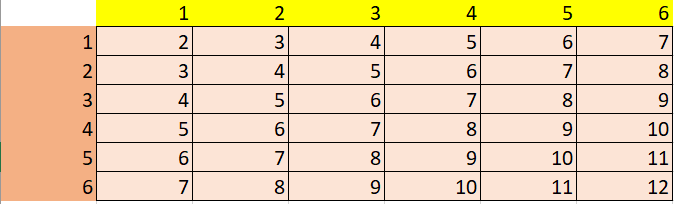 1 2 3 4 5 6
1 2 3 4 5 6 7
2 3 4 5 6 7 8
3 4 5 6 7 8 9
4 5 6 7 8 9 10
5 6 7 8 9 10 11
6 7 8 9 10 11 12